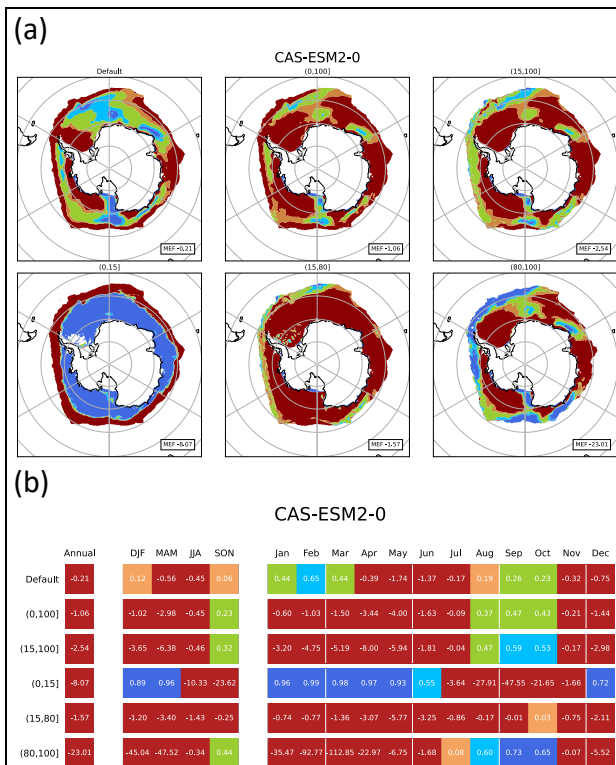 (a)
CAS-ESM2-0
Default (0,100] (15,100]
MEF -0.21 MEF -1.06 MEF -2.54
(0,15] (15,80] (80,100]
MEF -8.07 MEF -1.57 MEF -23.01
(b)
CAS-ESM2-0
Annual DJF MAM JJA SON Jan Feb Mar Apr May Jun Jul Aug Sep Oct Nov Dec
Default -0.21 0.12 -0.56 -0.45 0.06 0.44 0.65 0.44 -0.39 -1.74 -1.37 -0.17 0.19 0.26 0.23 -0.32 -0.75
(0,100] -1.06 -1.02 -2.98 -0.45 0.23 -0.60 -1.03 -1.50 -3.44 -4.00 -1.63 -0.09 0.37 0.47 0.43 -0.21 -1.44
(15,100] -2.54 -3.65 -6.38 -0.46 0.32 -3.20 -4.75 -5.19 -8.00 -5.94 -1.81 -0.04 0.47 0.59 0.53 -0.17 -2.98
(0,15] -8.07 0.89 0.96 -10.33 -23.62 0.96 0.99 0.98 0.97 0.93 0.55 -3.64 -27.91 -47.55 -21.65 -1.66 0.72
(15,80] -1.57 -1.20 -3.40 -1.43 -0.25 -0.74 -0.77 -1.36 -3.07 -5.77 -3.25 -0.86 -0.17 -0.01 0.03 -0.75 -2.11
(80,100] -23.01 -45.04 -47.52 -0.34 0.44 -35.47 -92.77 -112.85 -22.97 -6.75 -1.68 0.08 0.60 0.73 0.65 -0.07 -5.52